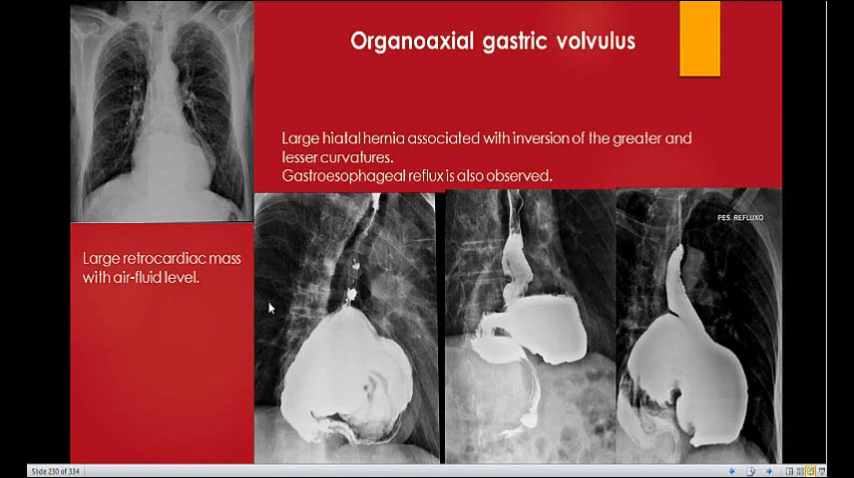 Organoaxial gastric volvulus
Large hiatal hernia associated with inversion of the greater and
lesser curvatures.
Gastroesophageal reflux is also observed.
PES. REFLUXO
Large retrocardiac mass
with air-fluid level.
Slide 230 of 334